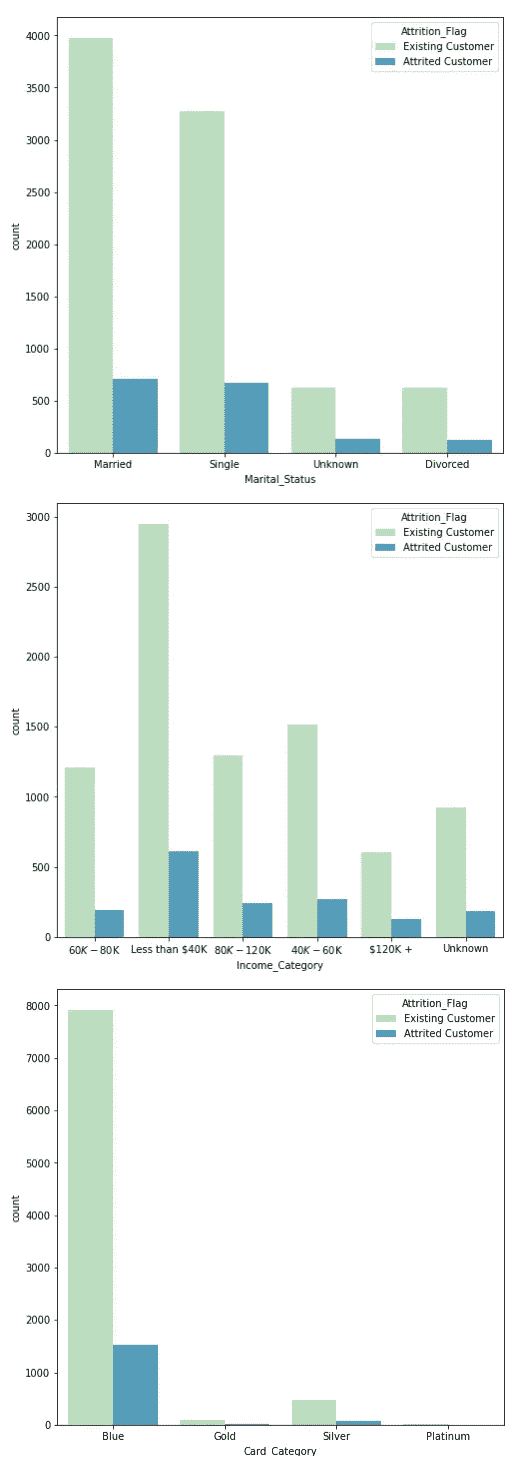 4000
3500
3000
2500
2000
1500
1000
500
0
count
Attrition_Flag
Existing Customer
Attrited Customer
Married Single Unknown Divorced
Marital_Status
3000
2500
2000
1500
1000
500
0
count
Attrition_Flag
Existing Customer
Attrited Customer
60K − 80K Less than $40K 80K − 120K 40K − 60K $120K + Unknown
Income_Category
8000
7000
6000
5000
4000
3000
2000
1000
0
count
Attrition_Flag
Existing Customer
Attrited Customer
Blue Gold Silver Platinum
Card_Category